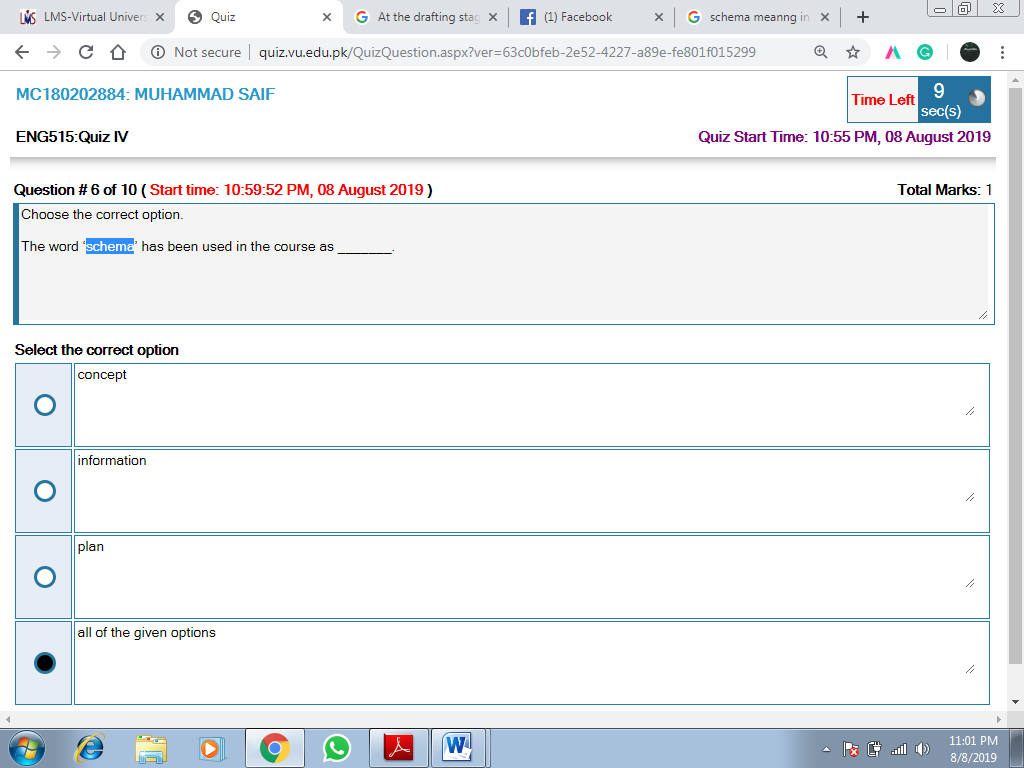 LMS-Virtual Univers
Quiz
At the drafting stag
(1) Facebook
schema meanng in
Not secure
quiz.vu.edu.pk/QuizQuestion.aspx?ver=63c0bfeb-2e52-4227-a89e-fe801f015299
MC180202884: MUHAMMAD SAIF
Time Left 9 sec(s)
ENG515:Quiz IV
Quiz Start Time: 10:55 PM, 08 August 2019
Question # 6 of 10 ( Start time: 10:59:52 PM, 08 August 2019 )
Total Marks: 1
Choose the correct option.
The word 'schema' has been used in the course as _______.
Select the correct option
concept
information
plan
all of the given options
11:01 PM
8/8/2019